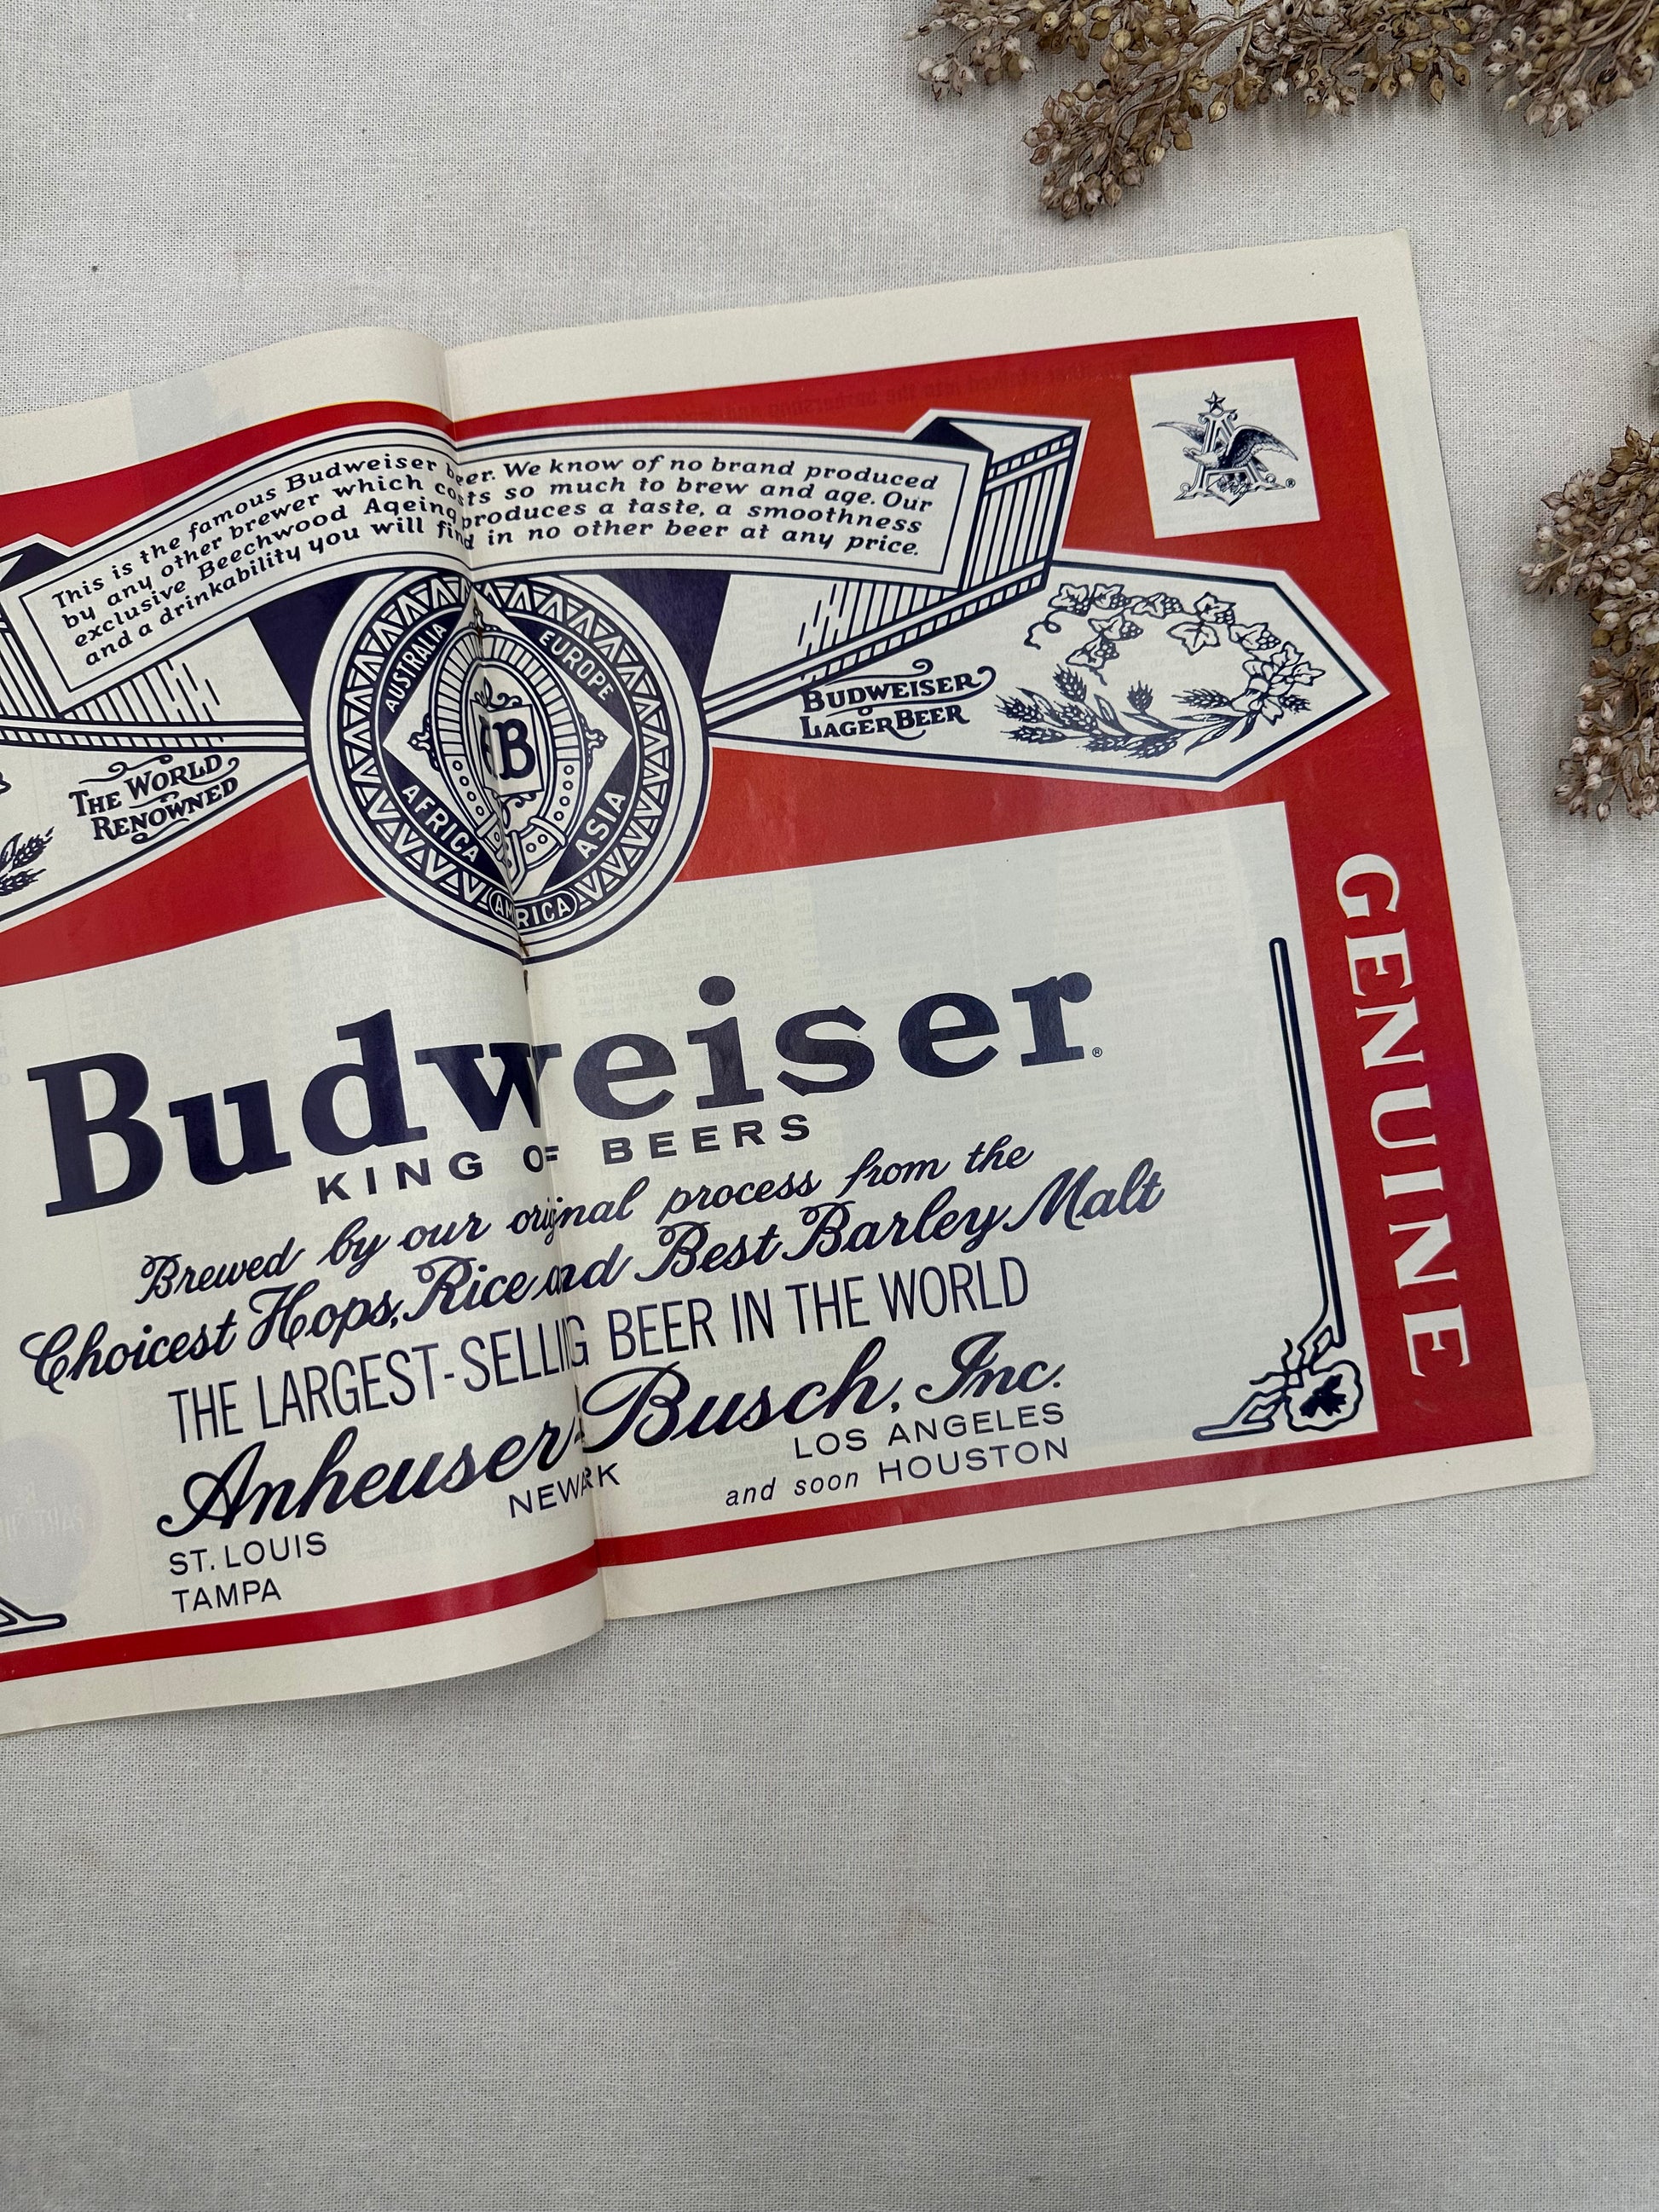 This is the famous Budweiser beer. We know of no brand produced
by any other brewer which costs so much to brew and age. Our
exclusive Beechwood Ageing produces a taste, a smoothness
and a drinkability you will find in no other beer at any price.
AUSTRALIA
EUROPE
AFRICA
ASIA
AMRICA
B
THE WORLD
RENOWNED
BUDWEISER
LAGER BEER
®
GENUINE
Budweiser®
KING OF BEERS
Brewed by our original process from the
Choicest Hops, Rice and Best Barley Malt
THE LARGEST-SELLING BEER IN THE WORLD
Anheuser-Busch, Inc.
ST. LOUIS
NEWARK
LOS ANGELES
TAMPA
and soon HOUSTON